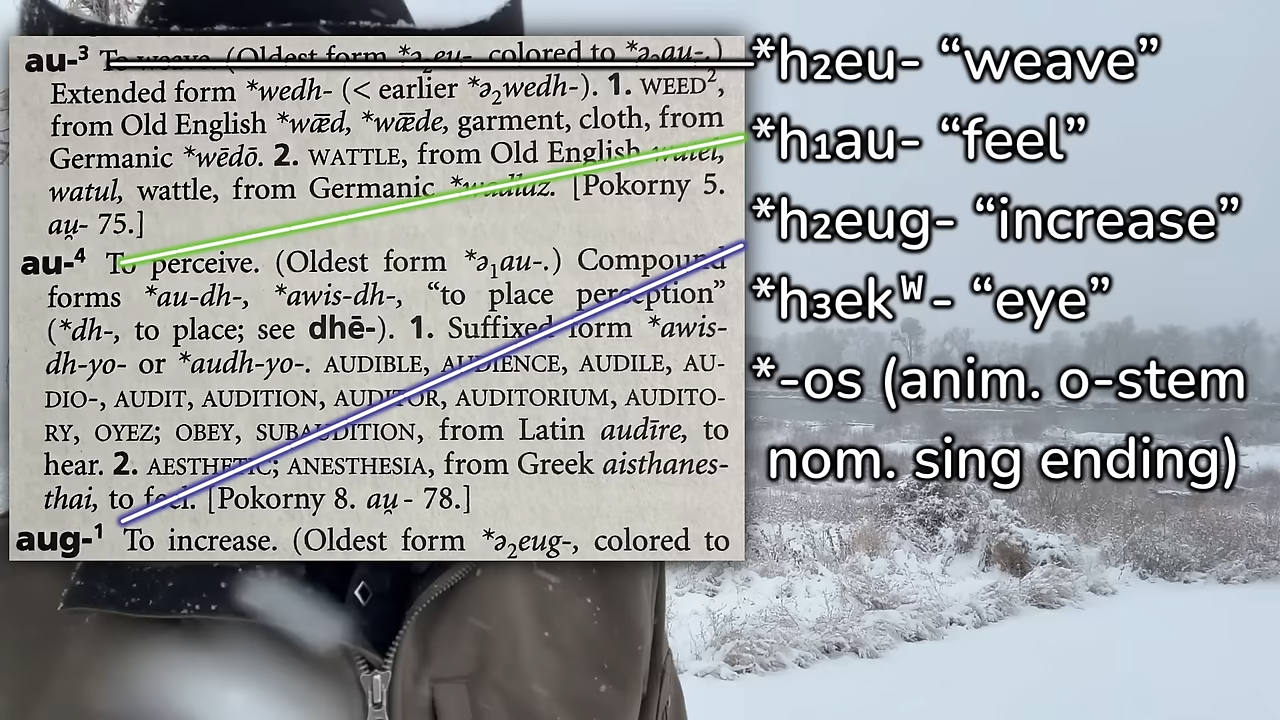 au-³ To weave. (Oldest form *ə₂eu-, colored to *ə₂au-.)
Extended form *wedh- (< earlier *ə₂wedh-). 1. WEED²,
from Old English *wǣd, *wǣde, garment, cloth, from
Germanic *wēdō. 2. WATTLE, from Old English watel,
watul, wattle, from Germanic *wadlaz. [Pokorny 5.
au̯- 75.]
au-⁴ To perceive. (Oldest form *ə₁au-.) Compound
forms *au-dh-, *awis-dh-, “to place perception”
(*dh-, to place; see dhē-). 1. Suffixed form *awis-
dh-yo- or *audh-yo-. AUDIBLE, AUDIENCE, AUDILE, AU-
DIO-, AUDIT, AUDITION, AUDITOR, AUDITORIUM, AUDITO-
RY, OYEZ; OBEY, SUBAUDITION, from Latin audīre, to
hear. 2. AESTHETIC; ANESTHESIA, from Greek aisthanes-
thai, to feel. [Pokorny 8. au̯- 78.]
aug-¹ To increase. (Oldest form *ə₂eug-, colored to
*h₂eu- “weave”
*h₁au- “feel”
*h₂eug- “increase”
*h₃ekᵂ- “eye”
*-os (anim. o-stem
nom. sing ending)